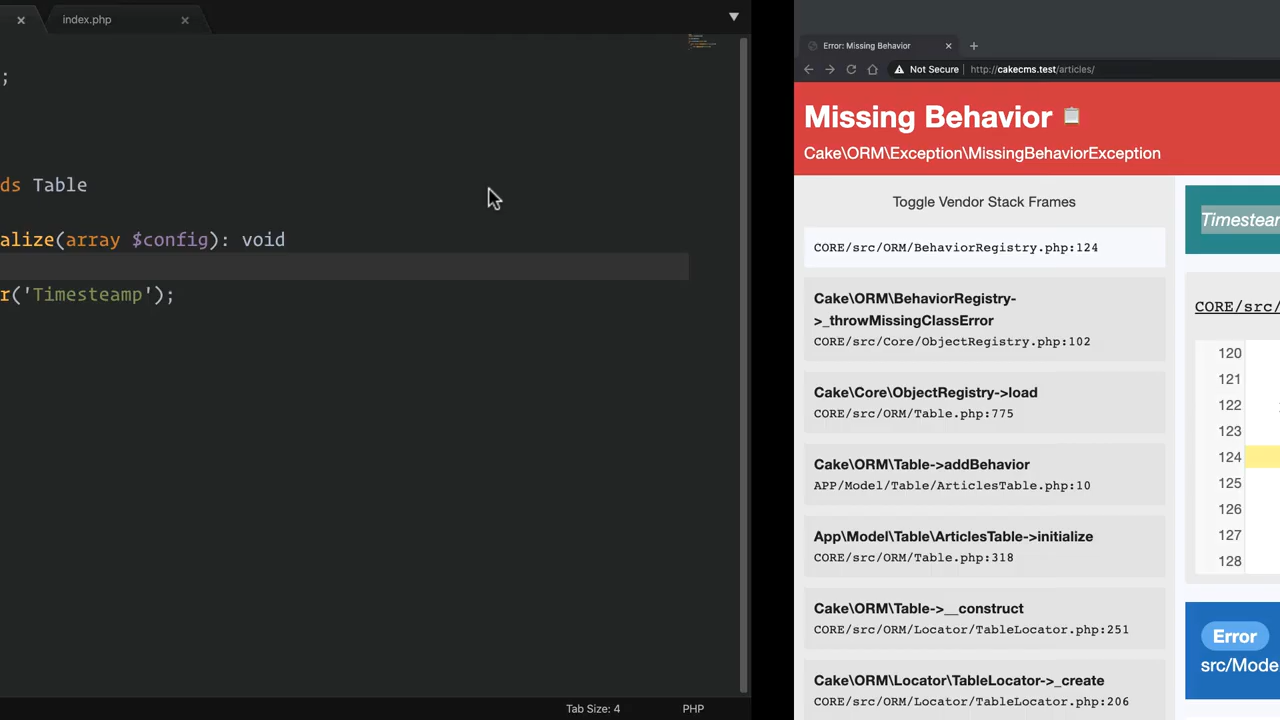 index.php
;
ds Table
alize(array $config): void
r('Timesteamp');
Tab Size: 4
PHP
Error: Missing Behavior
Not Secure
http://cakecms.test/articles/
Missing Behavior
Cake\ORM\Exception\MissingBehaviorException
Toggle Vendor Stack Frames
CORE/src/ORM/BehaviorRegistry.php:124
Cake\ORM\BehaviorRegistry-
>_throwMissingClassError
CORE/src/Core/ObjectRegistry.php:102
Cake\Core\ObjectRegistry->load
CORE/src/ORM/Table.php:775
Cake\ORM\Table->addBehavior
APP/Model/Table/ArticlesTable.php:10
App\Model\Table\ArticlesTable->initialize
CORE/src/ORM/Table.php:318
Cake\ORM\Table->__construct
CORE/src/ORM/Locator/TableLocator.php:251
Cake\ORM\Locator\TableLocator->_create
CORE/src/ORM/Locator/TableLocator.php:206
Timestear
CORE/src/
120
121
122
123
124
125
126
127
128
Error
src/Mode